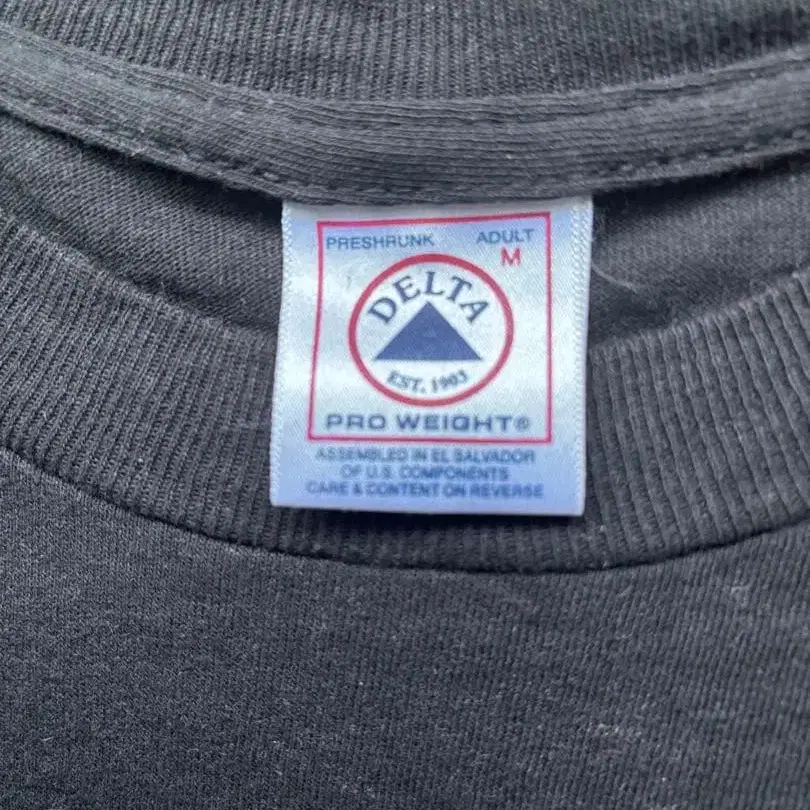 PRESHRUNK ADULT
M
DELTA
EST. 1903
PRO WEIGHT®
ASSEMBLED IN EL SALVADOR
OF U.S. COMPONENTS
CARE & CONTENT ON REVERSE